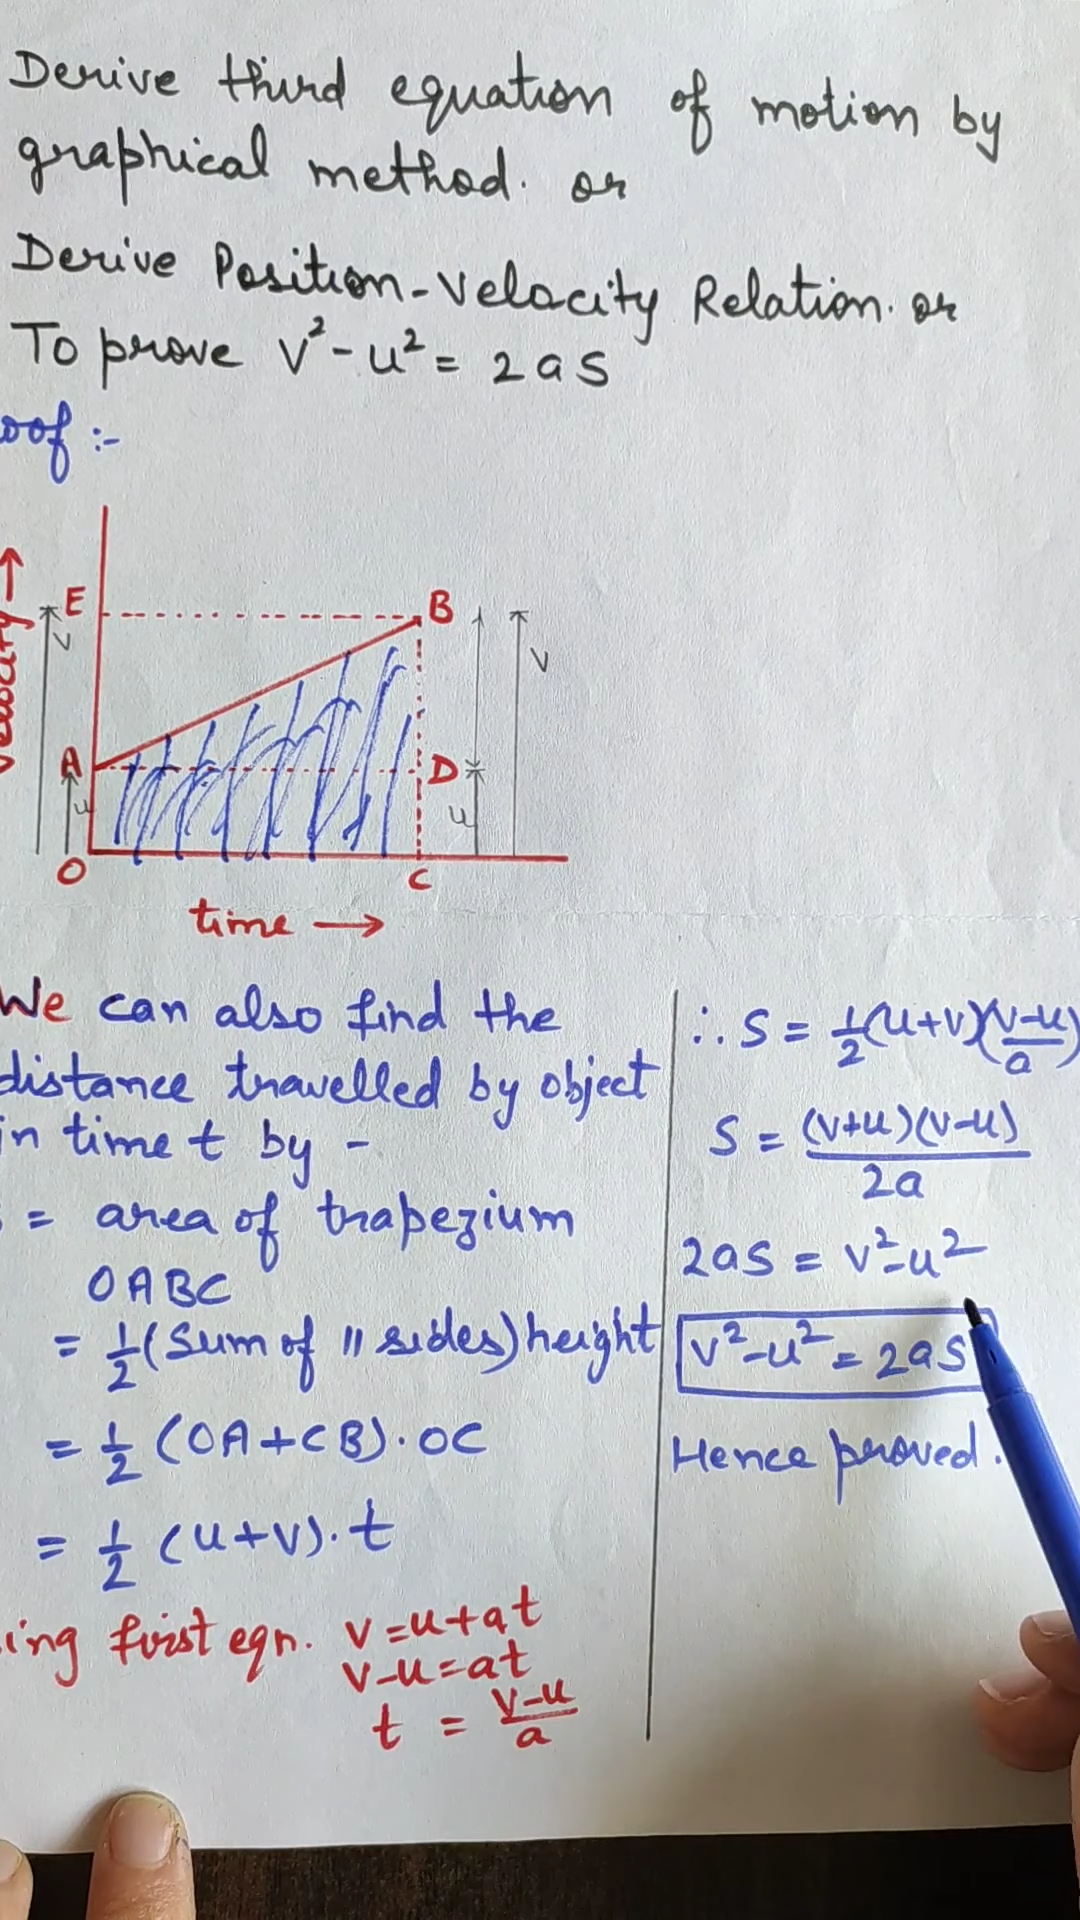 Derive third equation of motion by
graphical method. or
Derive Position-Velocity Relation. or
To prove v² - u² = 2as
oof :-
E
B
v
v
A
D
u
u
O
C
velocity →
time →
We can also find the
distance travelled by object
in time t by -
= area of trapezium
OABC
= 1/2 (Sum of || sides) height
= 1/2 (OA+CB).OC
= 1/2 (u+v).t
ing first eqn. v=u+at
v-u=at
t = v-u/a
∴ S = 1/2 (u+v)(v-u/a)
S = (v+u)(v-u)/2a
2as = v²-u²
v²-u² = 2as
Hence proved.